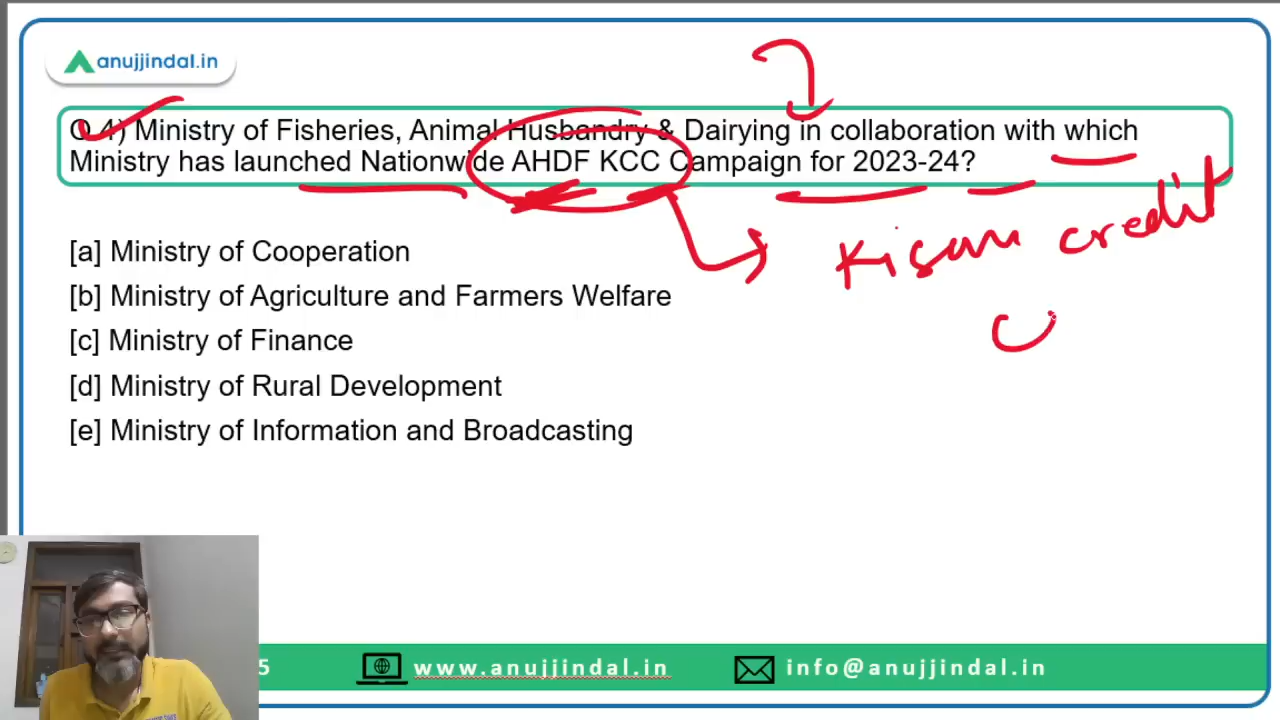 anujjindal.in
Q.4) Ministry of Fisheries, Animal Husbandry & Dairying in collaboration with which
Ministry has launched Nationwide AHDF KCC Campaign for 2023-24?
Kisan credit
[a] Ministry of Cooperation
[b] Ministry of Agriculture and Farmers Welfare
[c] Ministry of Finance
[d] Ministry of Rural Development
[e] Ministry of Information and Broadcasting
5
www.anujjindal.in
info@anujjindal.in